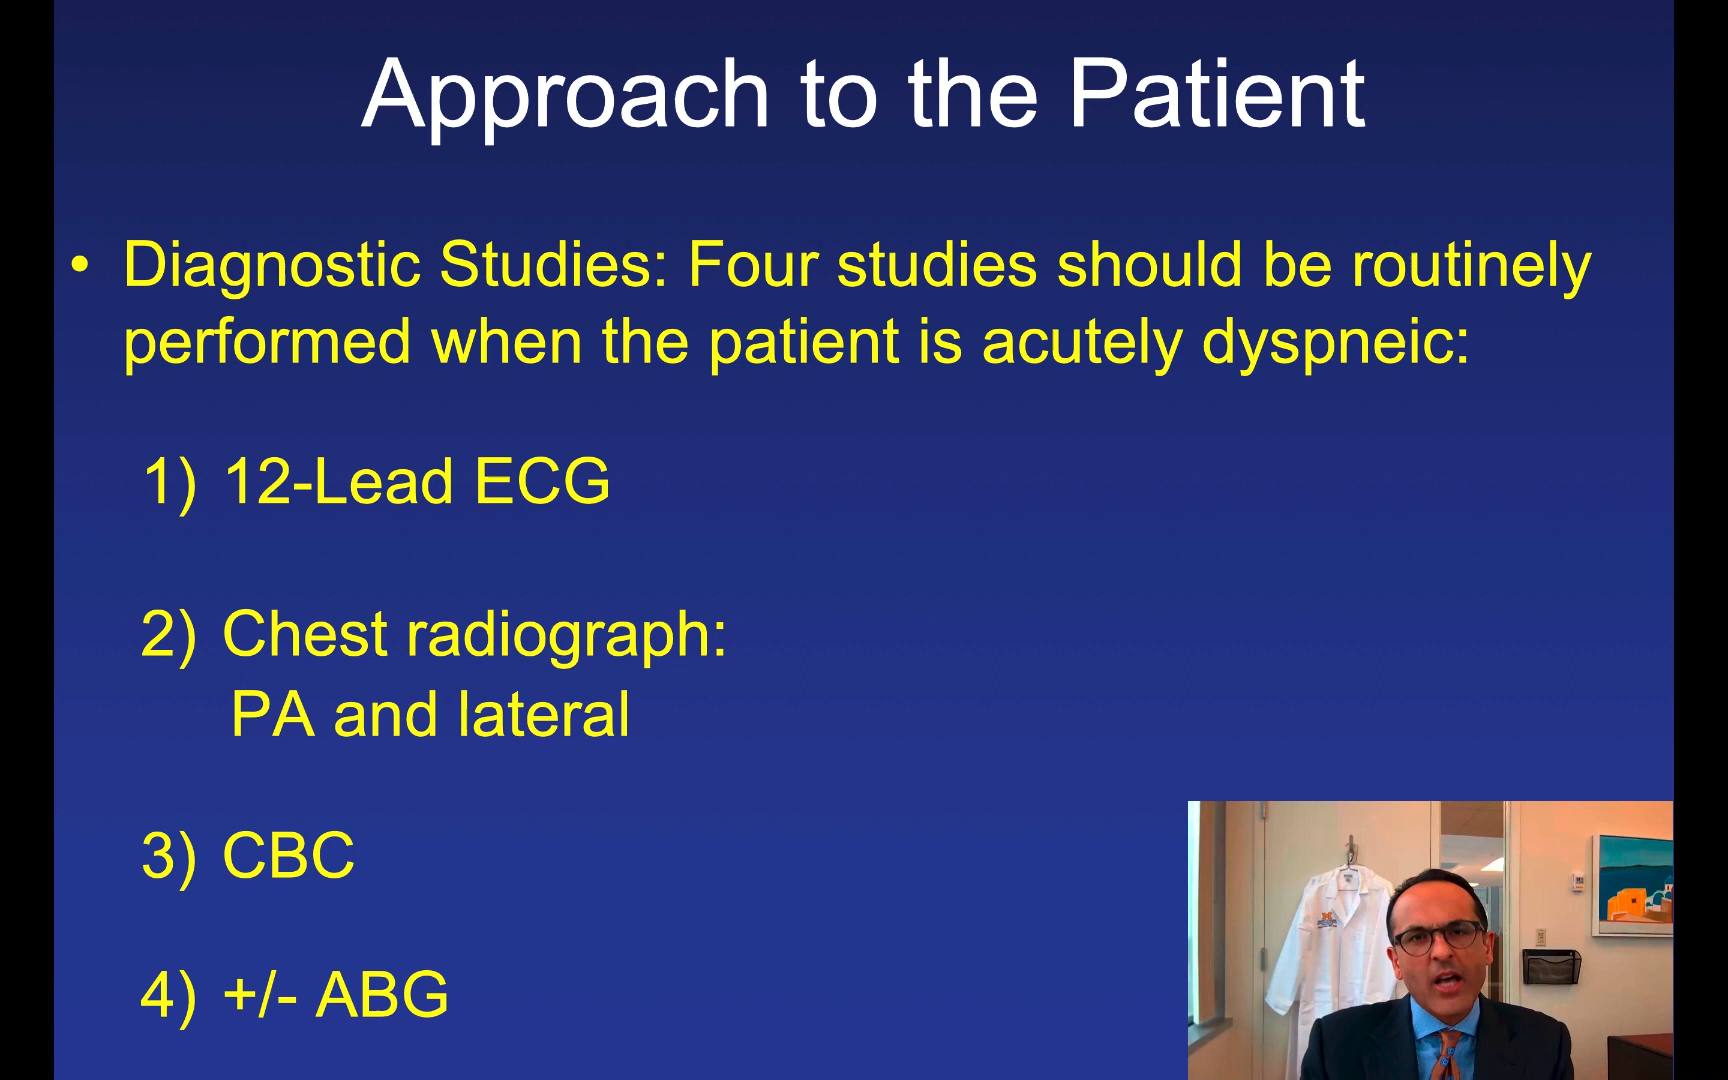 Approach to the Patient
• Diagnostic Studies: Four studies should be routinely
performed when the patient is acutely dyspneic:
1) 12-Lead ECG
2) Chest radiograph:
PA and lateral
3) CBC
4) +/- ABG
M